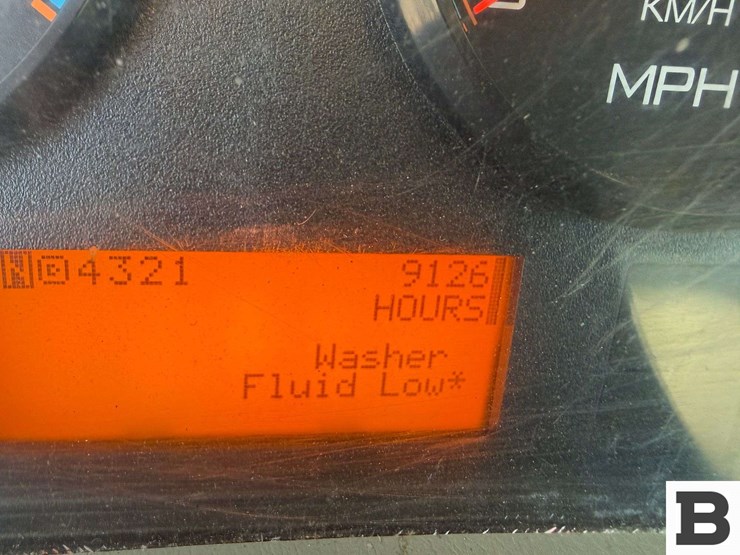 KM/H
MPH
N D 4321 9126
HOURS
Washer
Fluid Low*
B